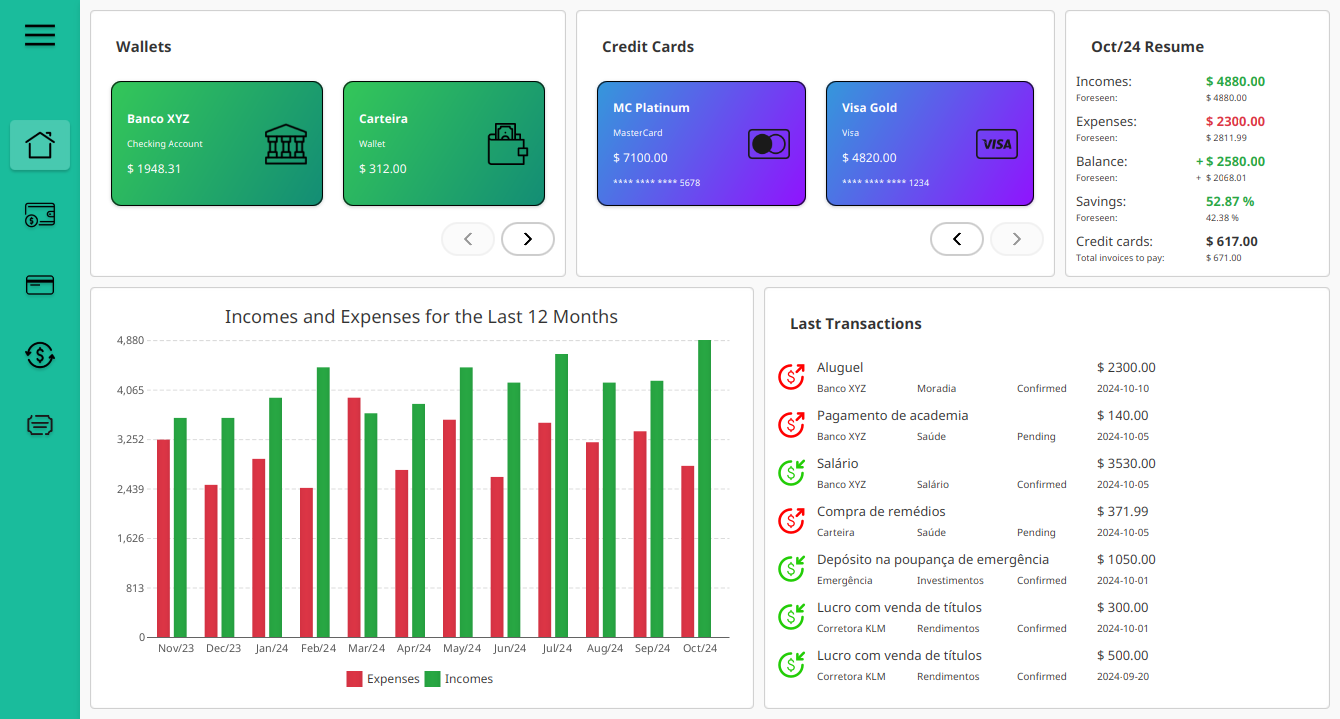 Wallets
Banco XYZ
Checking Account
$ 1948.31
Carteira
Wallet
$ 312.00
Credit Cards
MC Platinum
MasterCard
$ 7100.00
**** **** **** 5678
Visa Gold
Visa
$ 4820.00
**** **** **** 1234
VISA
Oct/24 Resume
Incomes: $ 4880.00
Foreseen: $ 4880.00
Expenses: $ 2300.00
Foreseen: $ 2811.99
Balance: + $ 2580.00
Foreseen: + $ 2068.01
Savings: 52.87 %
Foreseen: 42.38 %
Credit cards: $ 617.00
Total invoices to pay: $ 671.00
Incomes and Expenses for the Last 12 Months
4,880
4,065
3,252
2,439
1,626
813
0
Nov/23 Dec/23 Jan/24 Feb/24 Mar/24 Apr/24 May/24 Jun/24 Jul/24 Aug/24 Sep/24 Oct/24
Expenses Incomes
Last Transactions
Aluguel $ 2300.00
Banco XYZ Moradia Confirmed 2024-10-10
Pagamento de academia $ 140.00
Banco XYZ Saúde Pending 2024-10-05
Salário $ 3530.00
Banco XYZ Salário Confirmed 2024-10-05
Compra de remédios $ 371.99
Carteira Saúde Pending 2024-10-05
Depósito na poupança de emergência $ 1050.00
Emergência Investimentos Confirmed 2024-10-01
Lucro com venda de títulos $ 300.00
Corretora KLM Rendimentos Confirmed 2024-10-01
Lucro com venda de títulos $ 500.00
Corretora KLM Rendimentos Confirmed 2024-09-20